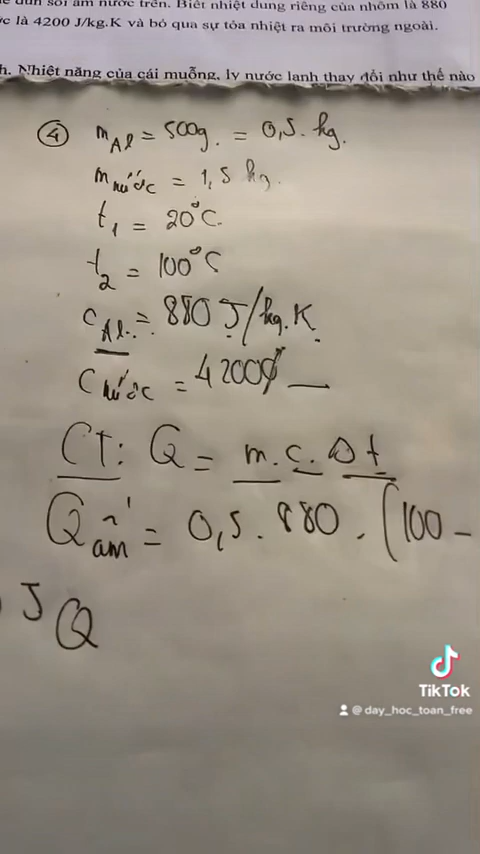 đun sôi ấm nước trên. Biết nhiệt dung riêng của nhôm là 880
là 4200 J/kg.K và bỏ qua sự tỏa nhiệt ra môi trường ngoài.
h. Nhiệt năng của cái muỗng, ly nước lạnh thay đổi như thế nào
④ mAl = 500g. = 0,5. kg.
mnước = 1,5 kg.
t1 = 20°C.
t2 = 100°C
cAl = 880 J/kg.K.
Cnước = 4200
CT: Q = m.c.Δt
Qấm = 0,5. 880. (100 -
J Q
TikTok
@day_hoc_toan_free